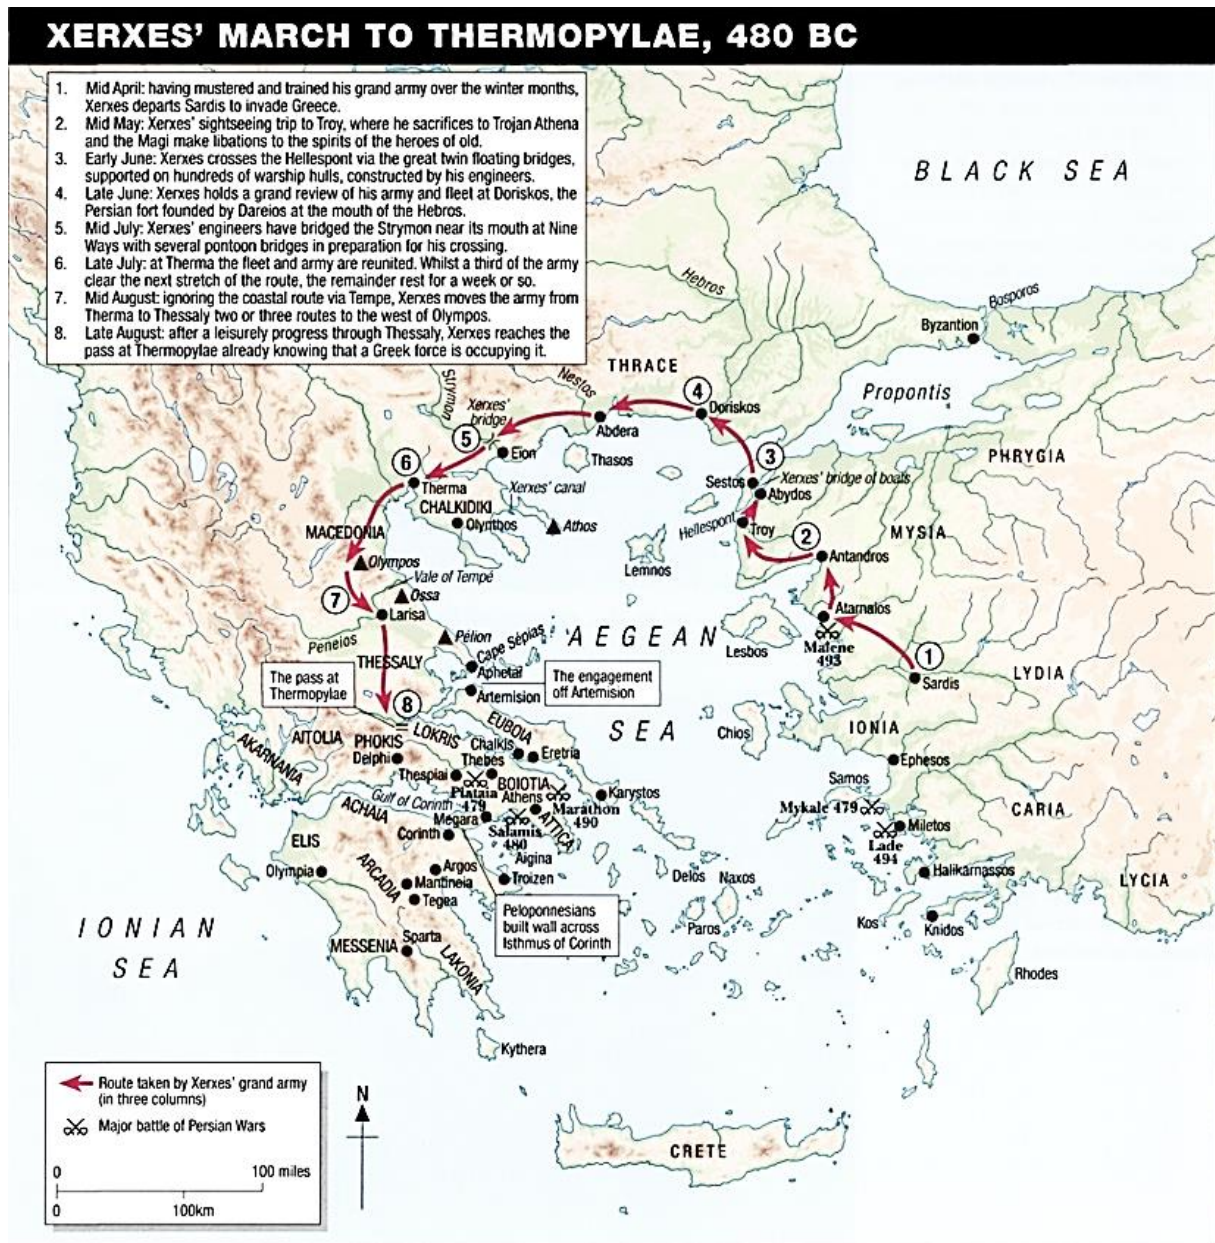 XERXES' MARCH TO THERMOPYLAE, 480 BC
1. Mid April: having mustered and trained his grand army over the winter months,
Xerxes departs Sardis to invade Greece.
2. Mid May: Xerxes' sightseeing trip to Troy, where he sacrifices to Trojan Athena
and the Magi make libations to the spirits of the heroes of old.
3. Early June: Xerxes crosses the Hellespont via the great twin floating bridges,
supported on hundreds of warship hulls, constructed by his engineers.
4. Late June: Xerxes holds a grand review of his army and fleet at Doriskos, the
Persian fort founded by Dareios at the mouth of the Hebros.
5. Mid July: Xerxes' engineers have bridged the Strymon near its mouth at Nine
Ways with several pontoon bridges in preparation for his crossing.
6. Late July: at Therma the fleet and army are reunited. Whilst a third of the army
clear the next stretch of the route, the remainder rest for a week or so.
7. Mid August: ignoring the coastal route via Tempe, Xerxes moves the army from
Therma to Thessaly two or three routes to the west of Olympos.
8. Late August: after a leisurely progress through Thessaly, Xerxes reaches the
pass at Thermopylae already knowing that a Greek force is occupying it.
BLACK SEA
Hebros
Bosporos
Byzantion
THRACE
Propontis
Strymon
Nestos
Xerxes'
bridge
4
Doriskos
Abdera
5
Eion
Thasos
3
PHRYGIA
6
Therma
Xerxes' canal
Sestos
Xerxes' bridge of boats
Abydos
CHALKIDIKI
Olynthos
Athos
Hellespont
Troy
MYSIA
MACEDONIA
2
Antandros
Olympos
Lemnos
Vale of Tempé
Ossa
7
Larisa
Atarnalos
Peneios
Pélion
AEGEAN
SEA
Lesbos
Malene
493
1
Sardis
LYDIA
THESSALY
Cape Sépias
Aphetai
The pass at
Thermopylae
Artemision
The engagement
off Artemision
8
EUBOIA
Chios
IONIA
AITOLIA
PHOKIS
LOKRIS
AKARNANIA
Delphi
Chalkis
Eretria
Thebes
Thespiai
BOIOTIA
Ephesos
Samos
Plataia
479
Athens
Marathon
490
Karystos
Mykale 479
CARIA
Gulf of Corinth
ACHAIA
Megara
Salamis
480
ATTICA
Miletos
Lade
494
Corinth
ELIS
Aigina
Olympia
ARCADIA
Argos
Mantineia
Troizen
Tegea
Delos
Naxos
Halikarnassos
LYCIA
Peloponnesians
built wall across
Isthmus of Corinth
Paros
Kos
Knidos
IONIAN
SEA
MESSENIA
Sparta
LAKONIA
Rhodes
Kythera
Route taken by Xerxes' grand army
(in three columns)
Major battle of Persian Wars
0
100 miles
0
100km
N
CRETE